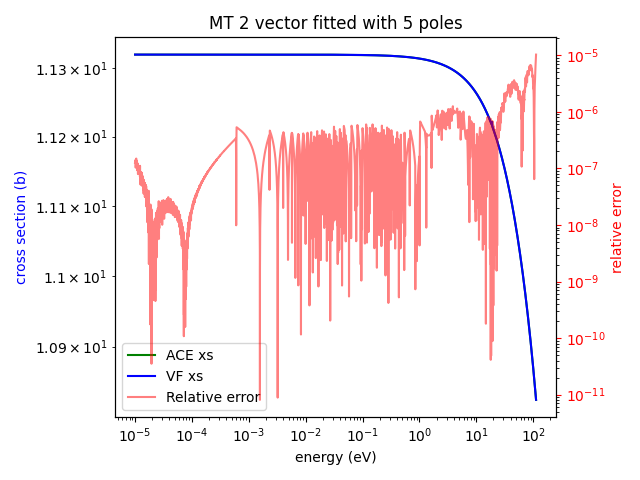 MT 2 vector fitted with 5 poles
cross section (b)
1.13 × 10¹
1.12 × 10¹
1.11 × 10¹
1.1 × 10¹
1.09 × 10¹
10⁻⁵
10⁻⁶
10⁻⁷
10⁻⁸
10⁻⁹
10⁻¹⁰
10⁻¹¹
relative error
ACE xs
VF xs
Relative error
10⁻⁵ 10⁻⁴ 10⁻³ 10⁻² 10⁻¹ 10⁰ 10¹ 10²
energy (eV)